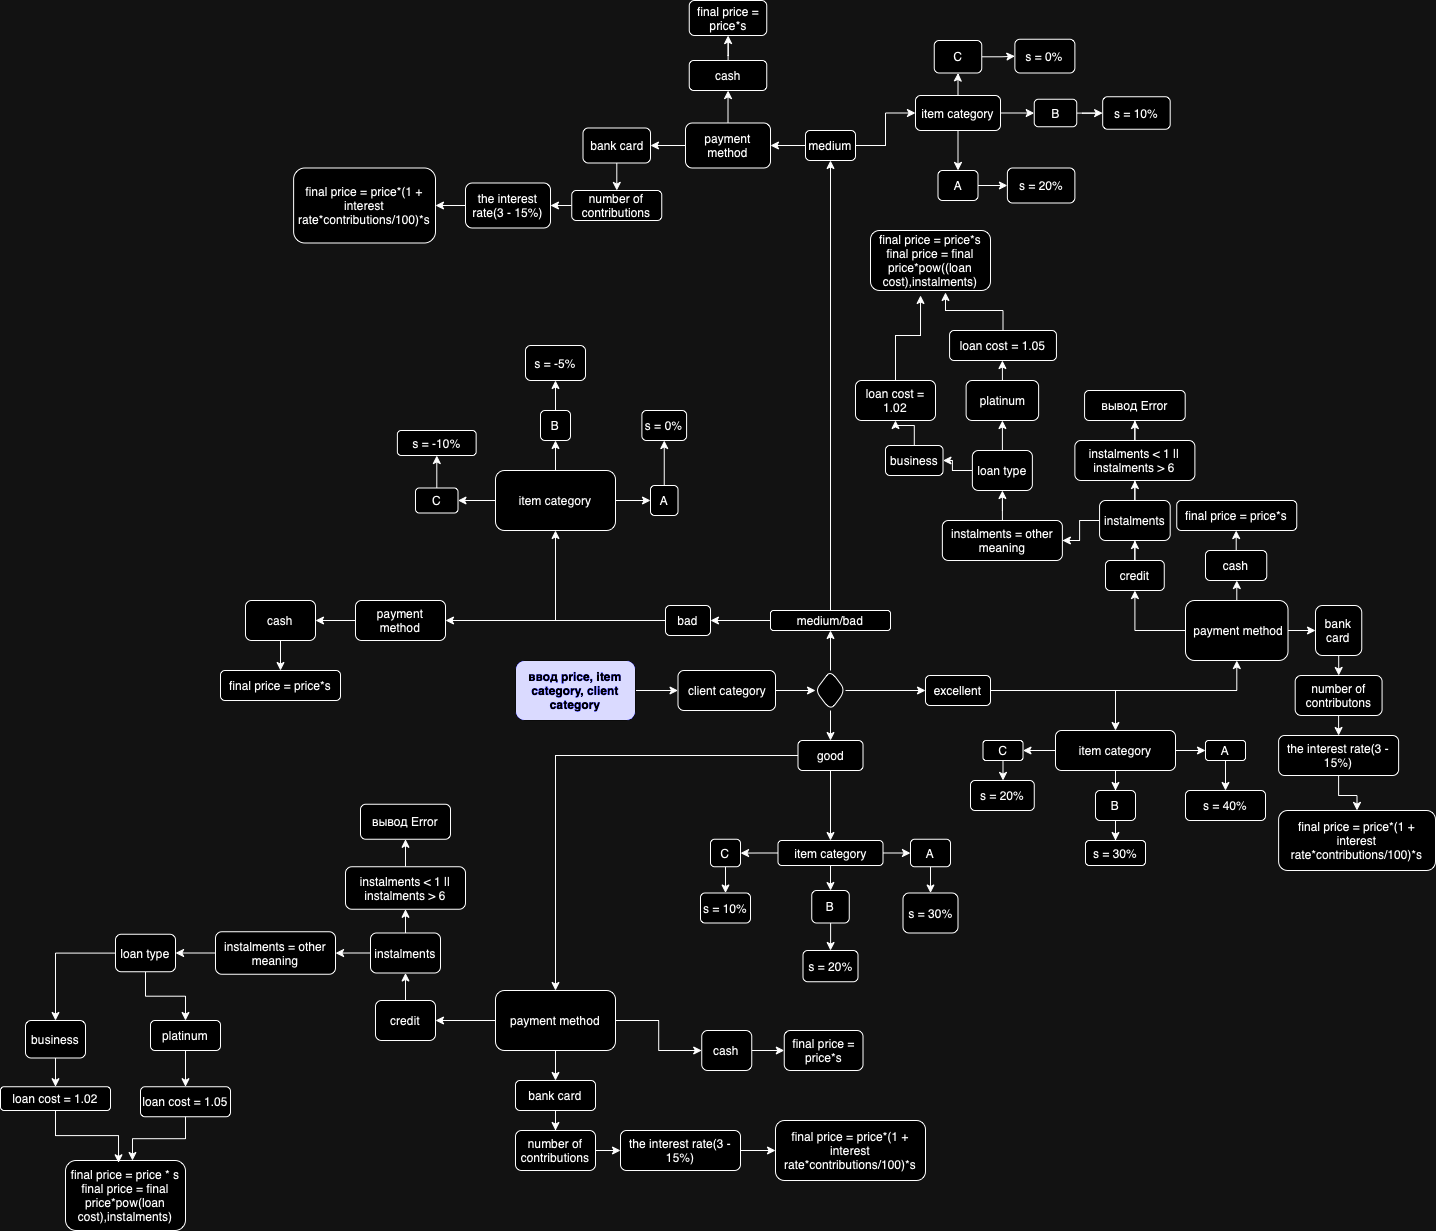 final price =
price*s
cash
payment
method
medium
bank card
number of
contributions
the interest
rate(3 - 15%)
final price = price*(1 +
interest
rate*contributions/100)*s
item category
C
s = 0%
B
s = 10%
A
s = 20%
final price = price*s
final price = final
price*pow((loan
cost),instalments)
loan cost = 1.05
loan cost =
1.02
platinum
business
loan type
вывод Error
instalments < 1 ||
instalments > 6
instalments
instalments = other
meaning
credit
final price = price*s
cash
payment method
bank
card
number of
contributons
the interest rate(3 -
15%)
final price = price*(1 +
interest
rate*contributions/100)*s
s = -5%
B
s = 0%
s = -10%
C
item category
A
cash
payment
method
bad
medium/bad
final price = price*s
ввод price, item
category, client
category
client category
excellent
C
item category
A
s = 20%
B
s = 40%
s = 30%
good
C
item category
A
s = 10%
B
s = 30%
s = 20%
вывод Error
instalments < 1 ||
instalments > 6
loan type
instalments = other
meaning
instalments
business
platinum
credit
payment method
loan cost = 1.02
loan cost = 1.05
final price = price * s
final price = final
price*pow(loan
cost),instalments)
cash
final price =
price*s
bank card
number of
contributions
the interest rate(3 -
15%)
final price = price*(1 +
interest
rate*contributions/100)*s